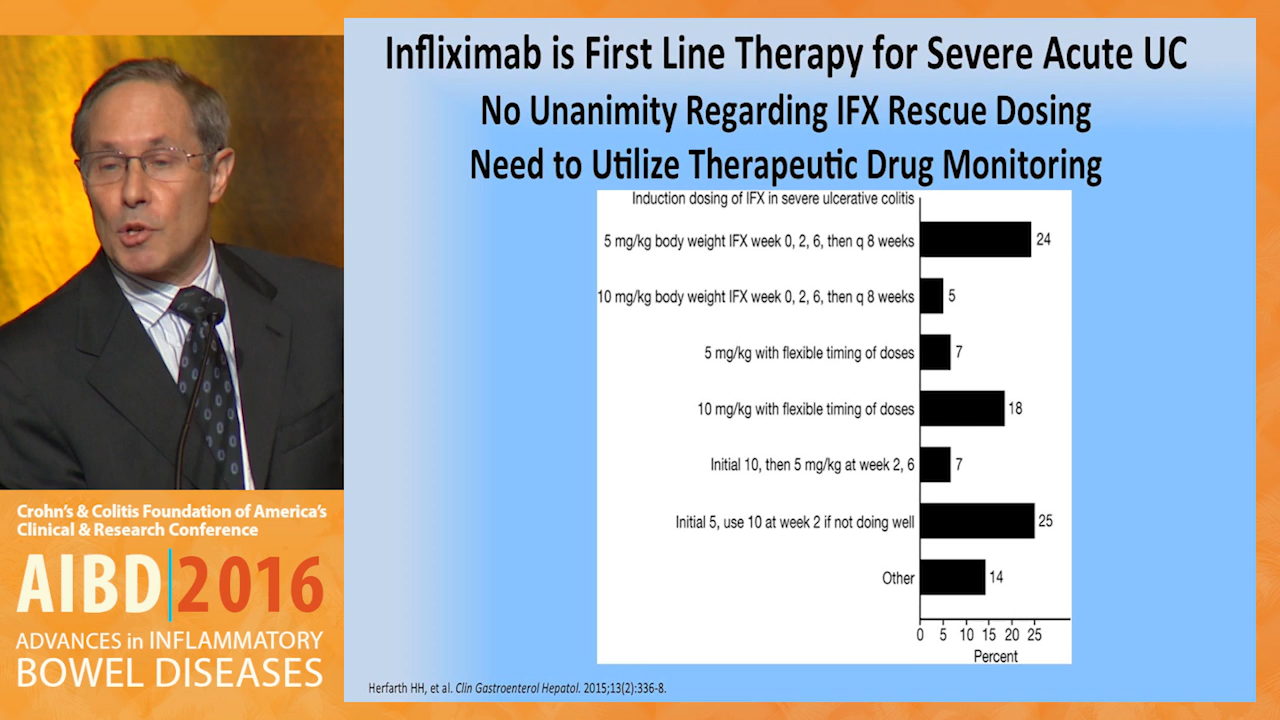 Infliximab is First Line Therapy for Severe Acute UC
No Unanimity Regarding IFX Rescue Dosing
Need to Utilize Therapeutic Drug Monitoring
Induction dosing of IFX in severe ulcerative colitis
5 mg/kg body weight IFX week 0, 2, 6, then q 8 weeks 24
10 mg/kg body weight IFX week 0, 2, 6, then q 8 weeks 5
5 mg/kg with flexible timing of doses 7
10 mg/kg with flexible timing of doses 18
Initial 10, then 5 mg/kg at week 2, 6 7
Initial 5, use 10 at week 2 if not doing well 25
Other 14
0 5 10 15 20 25
Percent
Herfarth HH, et al. Clin Gastroenterol Hepatol. 2015;13(2):336-8.
Crohn's & Colitis Foundation of America's
Clinical & Research Conference
AIBD|2016
ADVANCES in INFLAMMATORY
BOWEL DISEASES